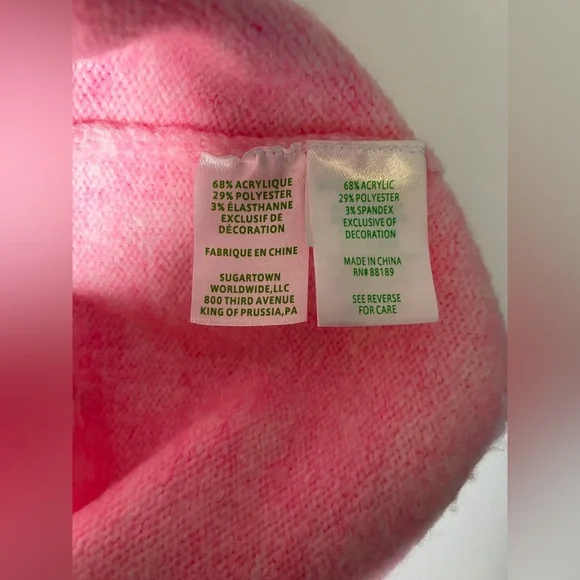 68% ACRYLIQUE
29% POLYESTER
3% ÉLASTHANNE
EXCLUSIF DE
DÉCORATION
FABRIQUE EN CHINE
SUGARTOWN
WORLDWIDE,LLC
800 THIRD AVENUE
KING OF PRUSSIA,PA
68% ACRYLIC
29% POLYESTER
3% SPANDEX
EXCLUSIVE OF
DECORATION
MADE IN CHINA
RN# 88189
SEE REVERSE
FOR CARE